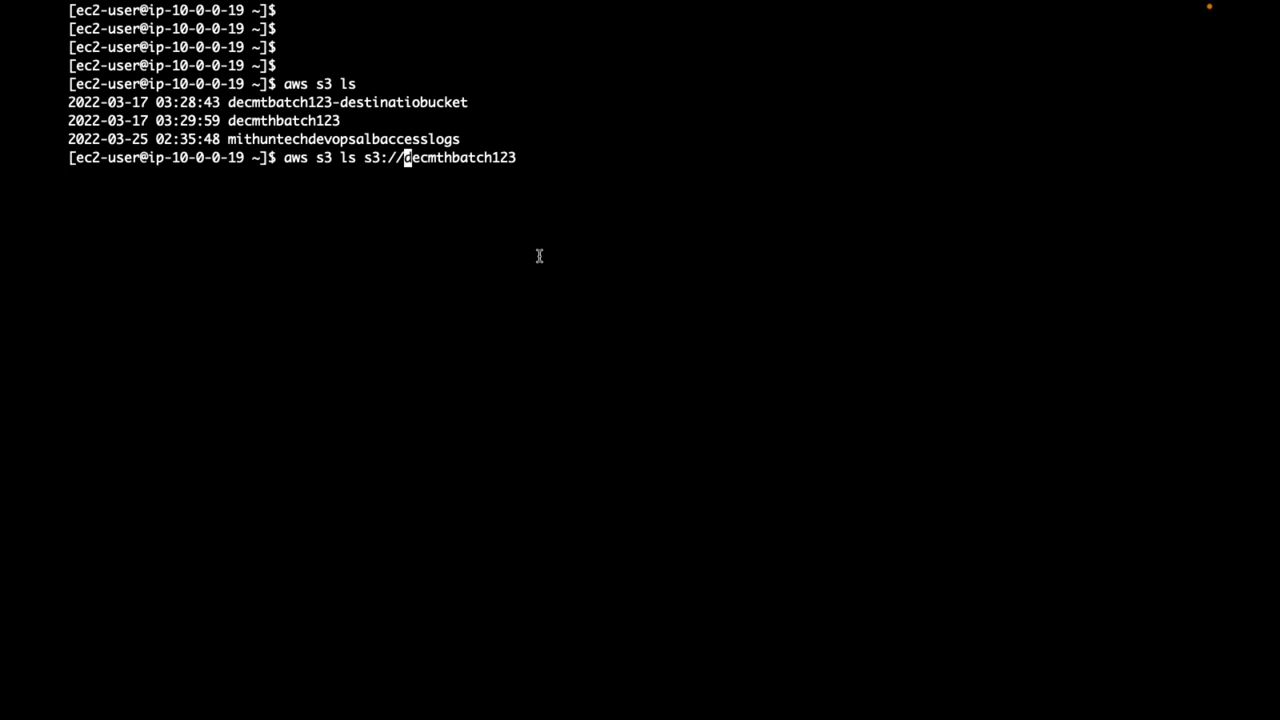 [ec2-user@ip-10-0-0-19 ~]$
[ec2-user@ip-10-0-0-19 ~]$
[ec2-user@ip-10-0-0-19 ~]$
[ec2-user@ip-10-0-0-19 ~]$
[ec2-user@ip-10-0-0-19 ~]$ aws s3 ls
2022-03-17 03:28:43 decmtbatch123-destinatiobucket
2022-03-17 03:29:59 decmthbatch123
2022-03-25 02:35:48 mithuntechdevopsalbaccesslogs
[ec2-user@ip-10-0-0-19 ~]$ aws s3 ls s3://decmthbatch123